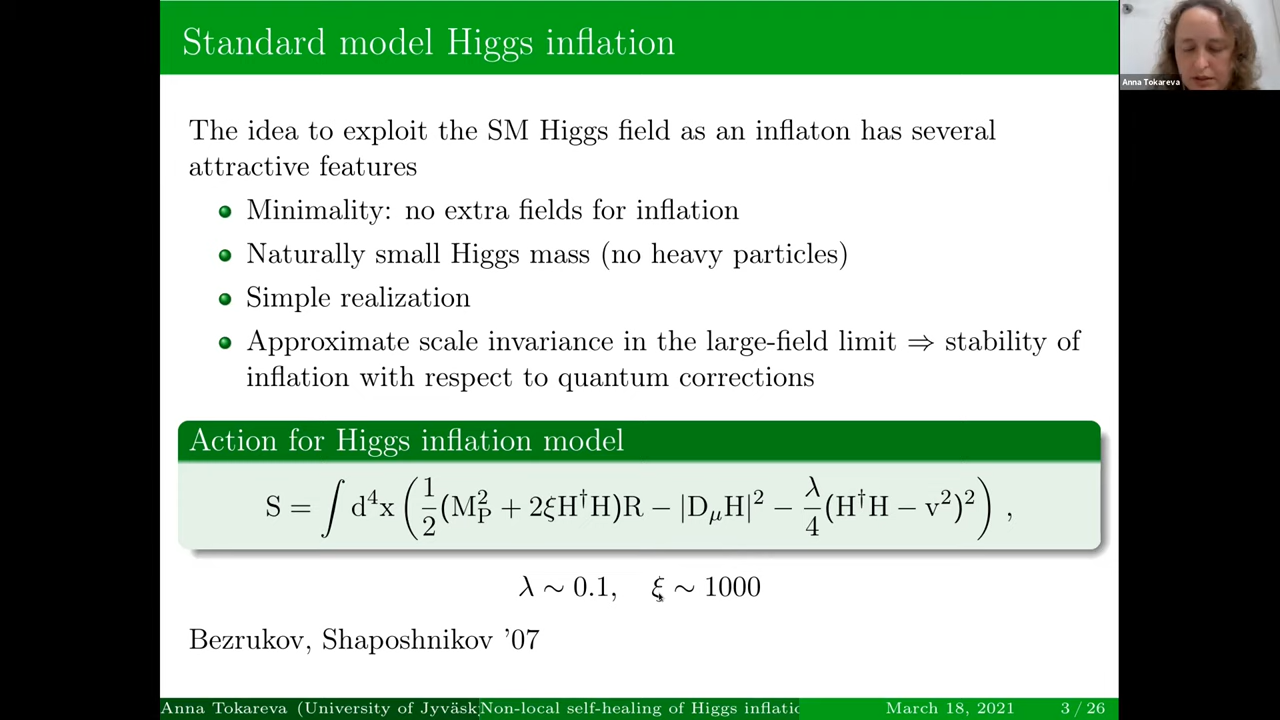 Standard model Higgs inflation
Anna Tokareva
The idea to exploit the SM Higgs field as an inflaton has several
attractive features
Minimality: no extra fields for inflation
Naturally small Higgs mass (no heavy particles)
Simple realization
Approximate scale invariance in the large-field limit ⇒ stability of
inflation with respect to quantum corrections
Action for Higgs inflation model
S = ∫ d⁴x ( 1/2 (M_P² + 2ξH†H)R − |D_μH|² − λ/4 (H†H − v²)² ) ,
λ ∼ 0.1, ξ ∼ 1000
Bezrukov, Shaposhnikov '07
Anna Tokareva (University of Jyväsk Non-local self-healing of Higgs inflatio March 18, 2021 3 / 26